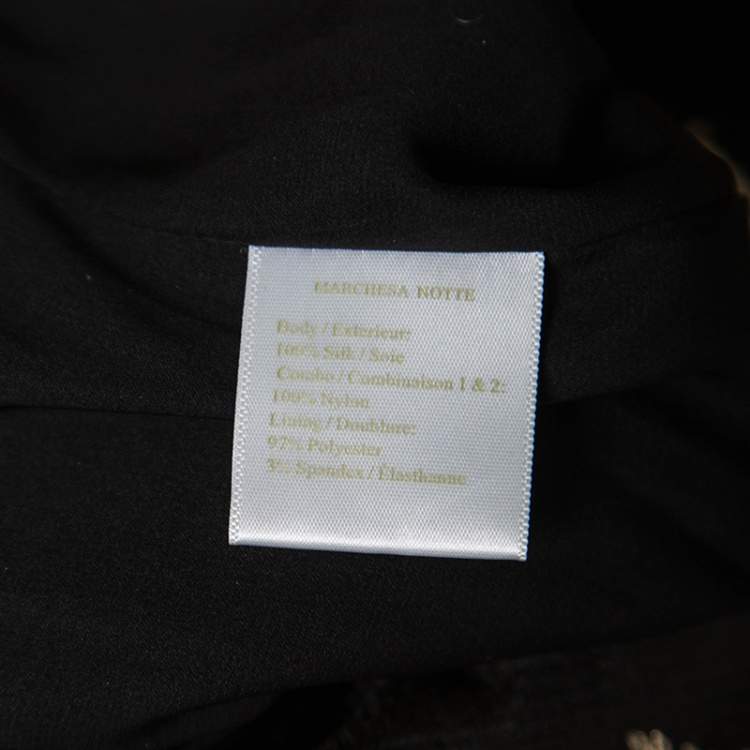 MARCHESA NOTTE
Body / Exterieur:
100% Silk / Soie
Combo / Combinaison 1 & 2:
100% Nylon
Lining / Doublure:
97% Polyester
3% Spandex / Élasthanne